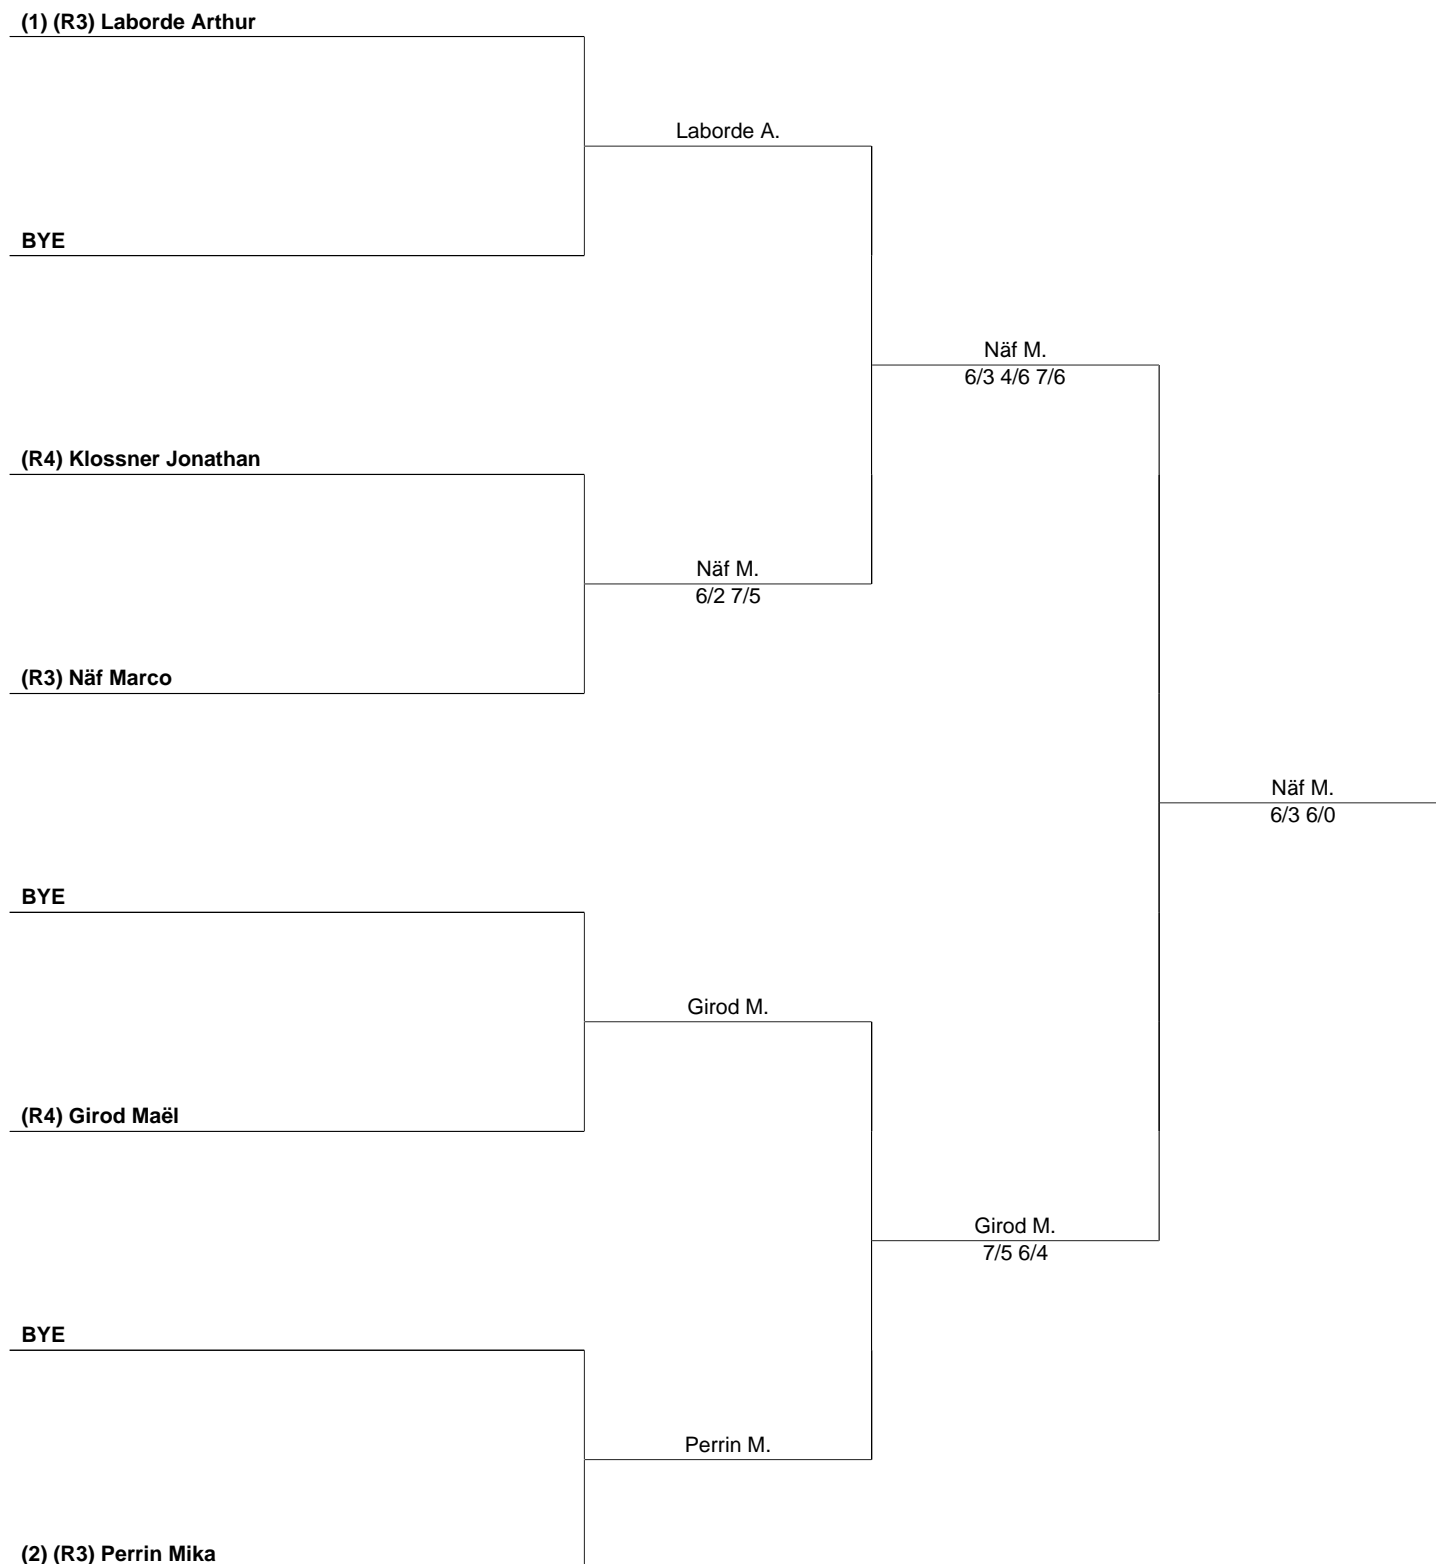 (1) (R3) Laborde Arthur
Laborde A.
BYE
Näf M.
6/3 4/6 7/6
(R4) Klossner Jonathan
Näf M.
6/2 7/5
(R3) Näf Marco
Näf M.
6/3 6/0
BYE
Girod M.
(R4) Girod Maël
Girod M.
7/5 6/4
BYE
Perrin M.
(2) (R3) Perrin Mika